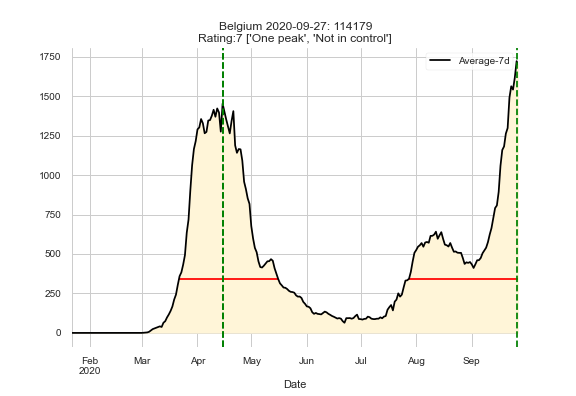 Belgium 2020-09-27: 114179
Rating:7 ['One peak', 'Not in control']
Average-7d
1750
1500
1250
1000
750
500
250
0
Feb Mar Apr May Jun Jul Aug Sep
2020
Date